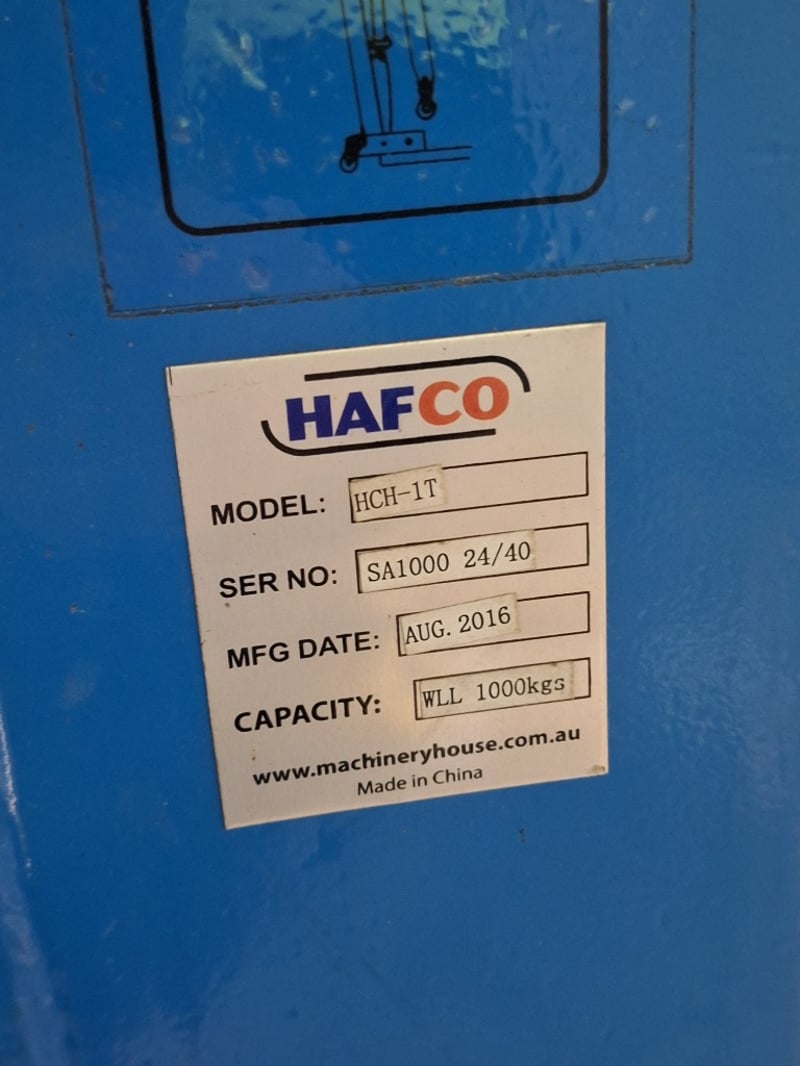 HAFCO
MODEL: HCH-1T
SER NO: SA1000 24/40
MFG DATE: AUG. 2016
CAPACITY: WLL 1000kgs
www.machineryhouse.com.au
Made in China